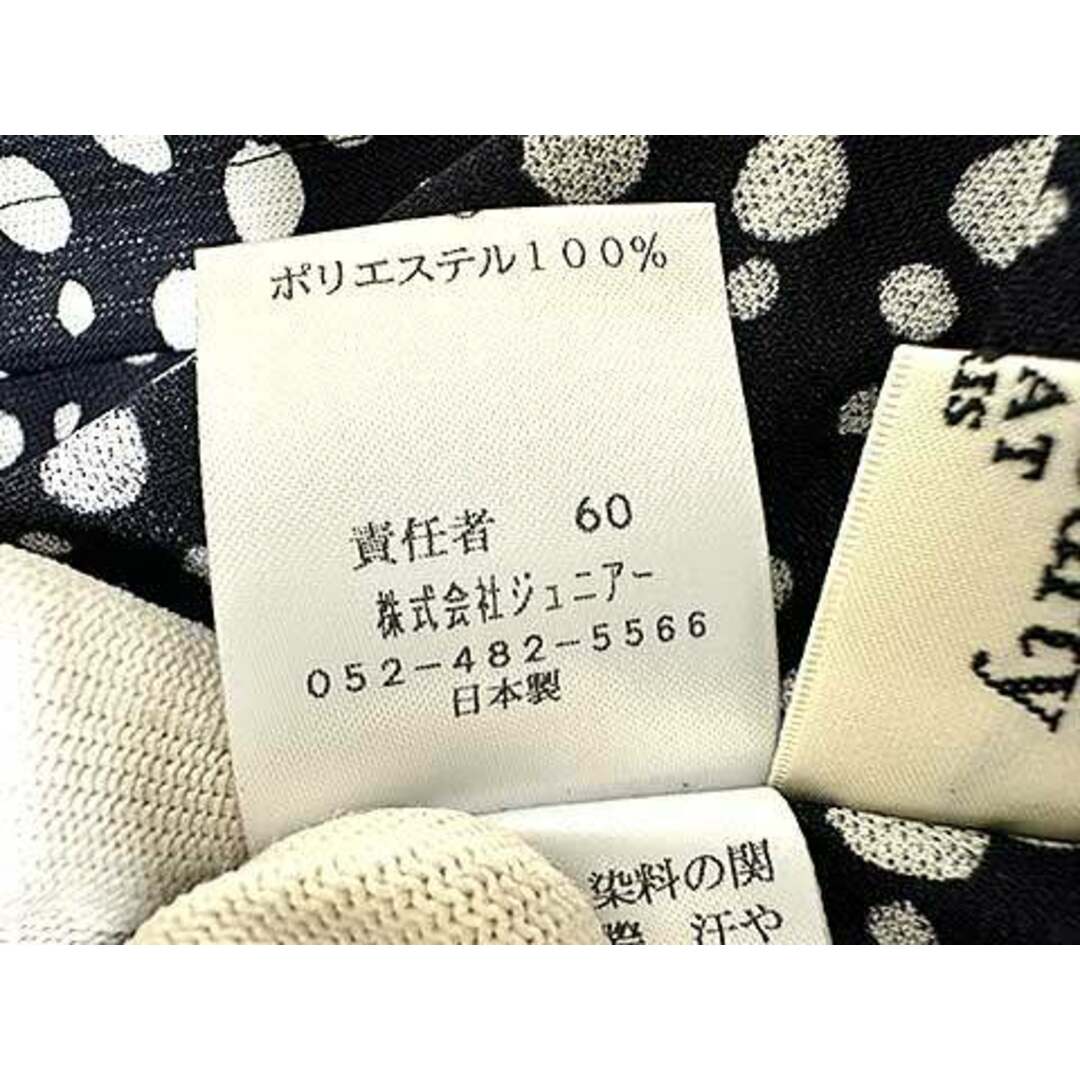 ポリエステル100%
責任者 60
株式会社ジュニアー
052-482-5566
日本製
染料の関
際 汗や